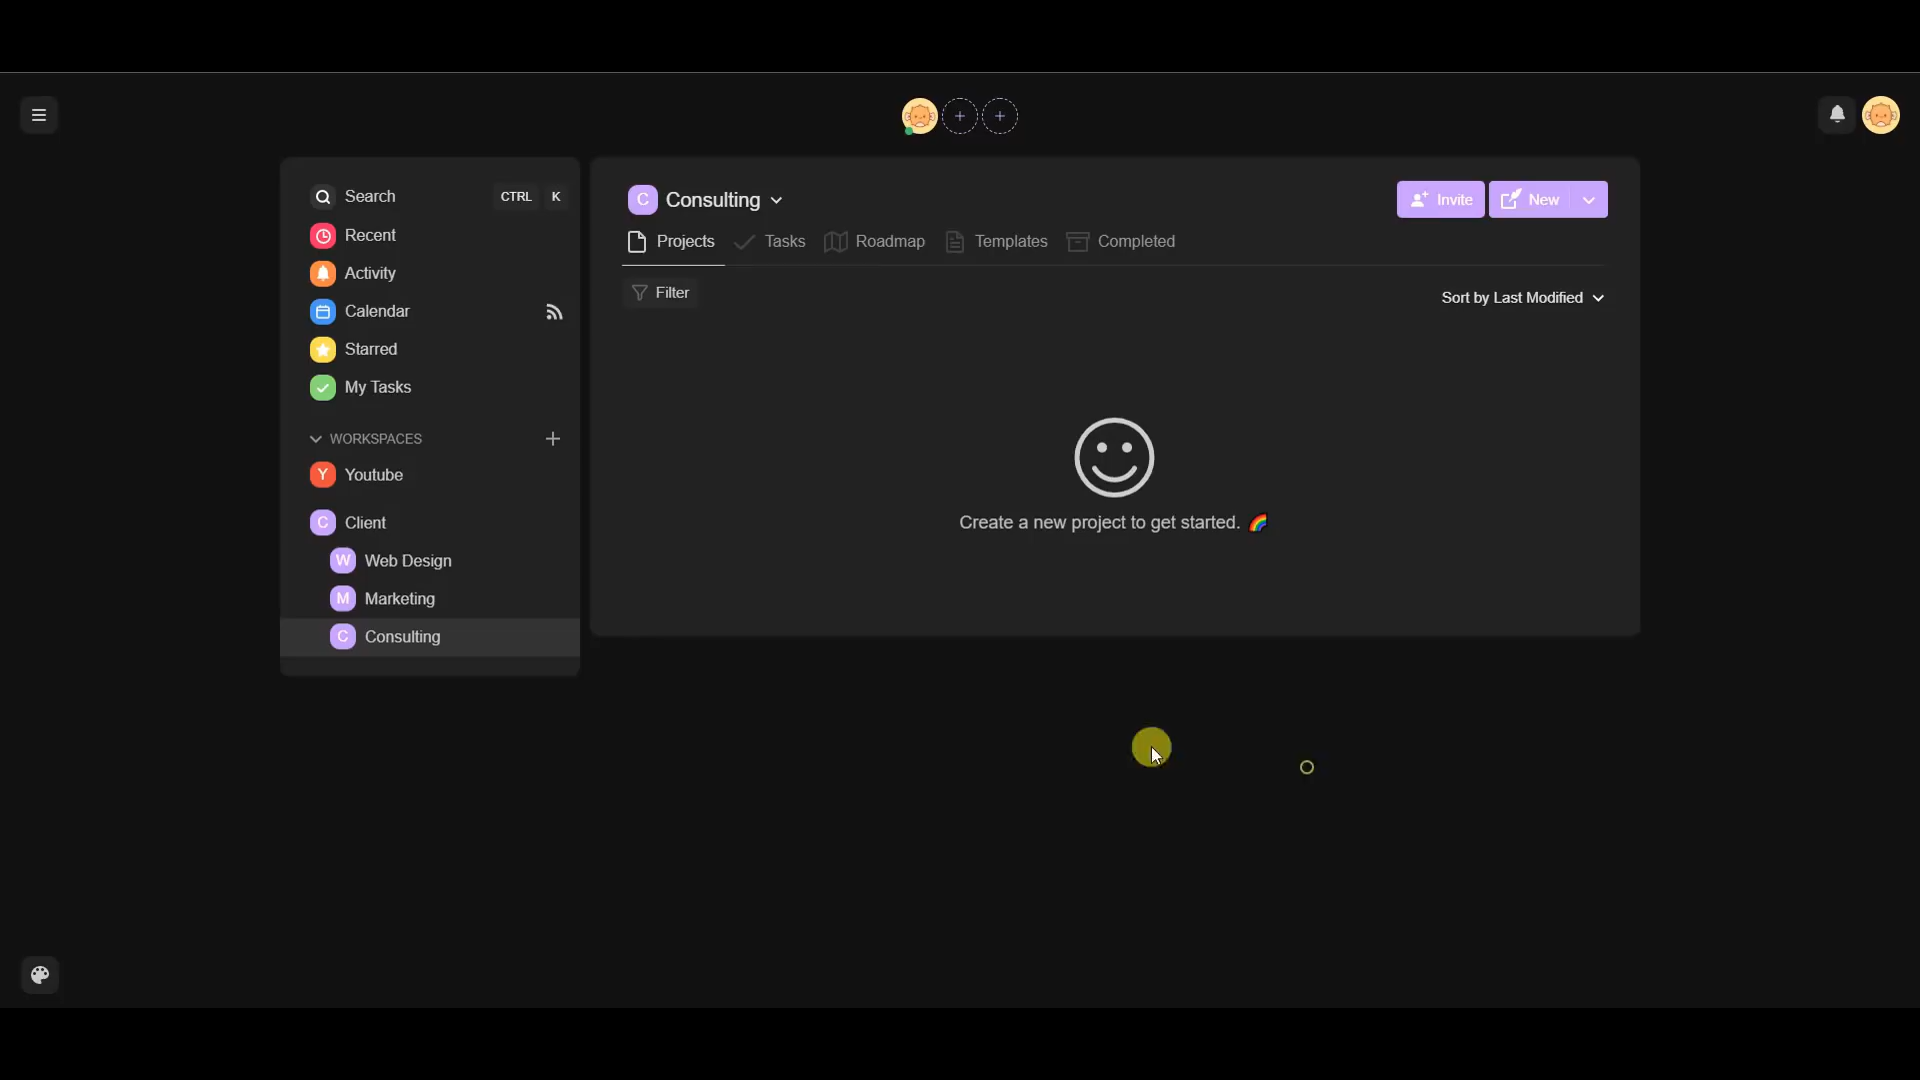 Search CTRL K
Recent
Activity
Calendar
Starred
My Tasks
WORKSPACES
Y Youtube
C Client
W Web Design
M Marketing
C Consulting
C Consulting
Invite New
Projects Tasks Roadmap Templates Completed
Filter
Sort by Last Modified
Create a new project to get started. 🌈